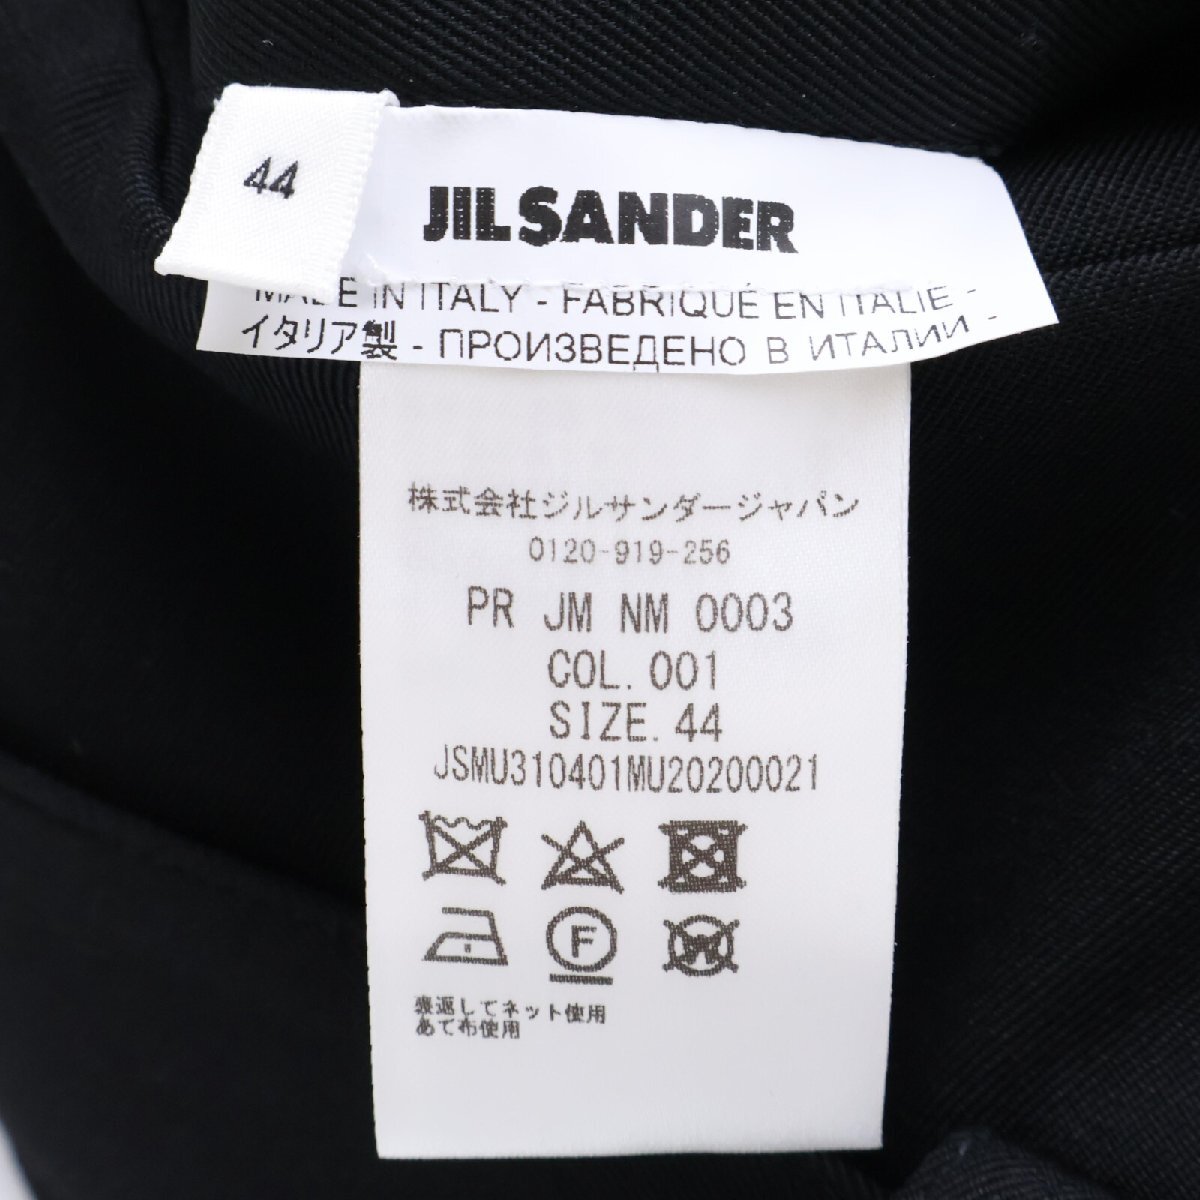 44
JIL SANDER
MADE IN ITALY - FABRIQUÉ EN ITALIE -
イタリア製 - ПРОИЗВЕДЕНО В ИТАЛИИ -
株式会社ジルサンダージャパン
0120-919-256
PR JM NM 0003
COL. 001
SIZE. 44
JSMU310401MU20200021
F
W
裏返してネット使用
あて布使用